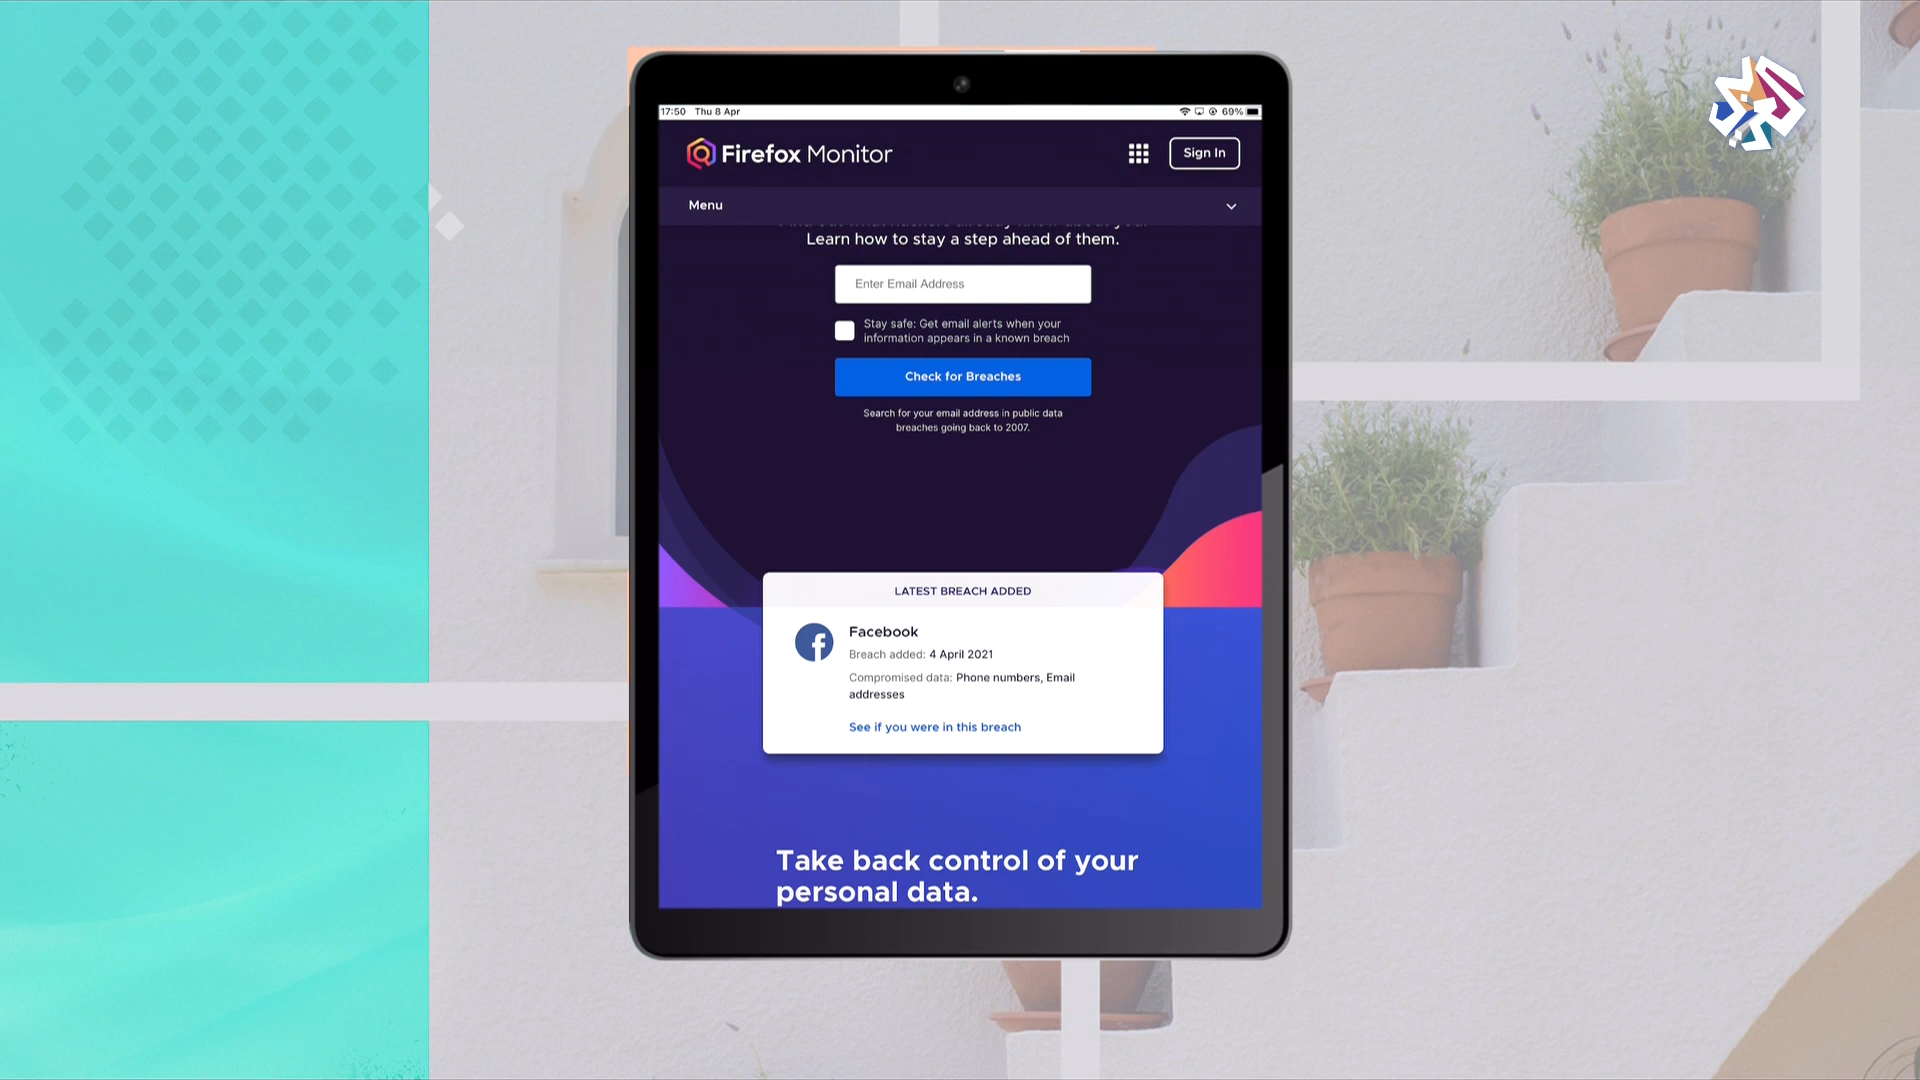 17:50 Thu 8 Apr
69%
Firefox Monitor
Sign In
Menu
Learn how to stay a step ahead of them.
Enter Email Address
Stay safe: Get email alerts when your
information appears in a known breach
Check for Breaches
Search for your email address in public data
breaches going back to 2007.
LATEST BREACH ADDED
Facebook
Breach added: 4 April 2021
Compromised data: Phone numbers, Email
addresses
See if you were in this breach
Take back control of your
personal data.